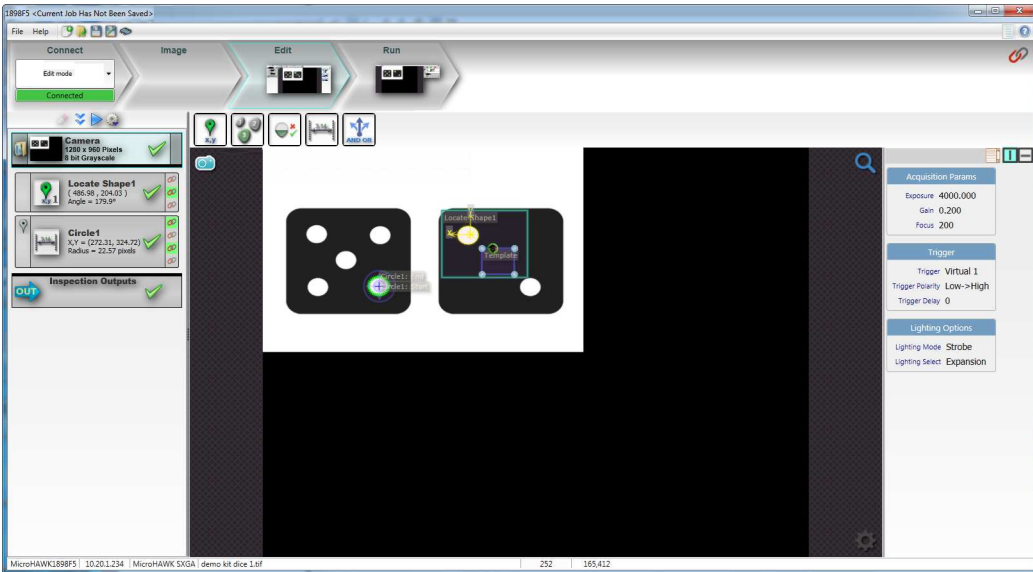 1898F5 <Current Job Has Not Been Saved>
File Help
Connect Image Edit Run
Edit mode
Connected
x,y
AND OR
Camera
1280 x 960 Pixels
8 bit Grayscale
Locate Shape1
( 486.98 , 204.03 )
Angle = 179.9°
Circle1
X,Y = (272.31, 324.72)
Radius = 22.57 pixels
OUT
Inspection Outputs
Locate Shape1
Y
X
Template
Circle1:
Circle1: Start
Acquisition Params
Exposure 4000.000
Gain 0.200
Focus 200
Trigger
Trigger Virtual 1
Trigger Polarity Low->High
Trigger Delay 0
Lighting Options
Lighting Mode Strobe
Lighting Select Expansion
MicroHAWK1898F5 10.20.1.234 MicroHAWK SXGA demo kit dice 1.tif 252 165,412